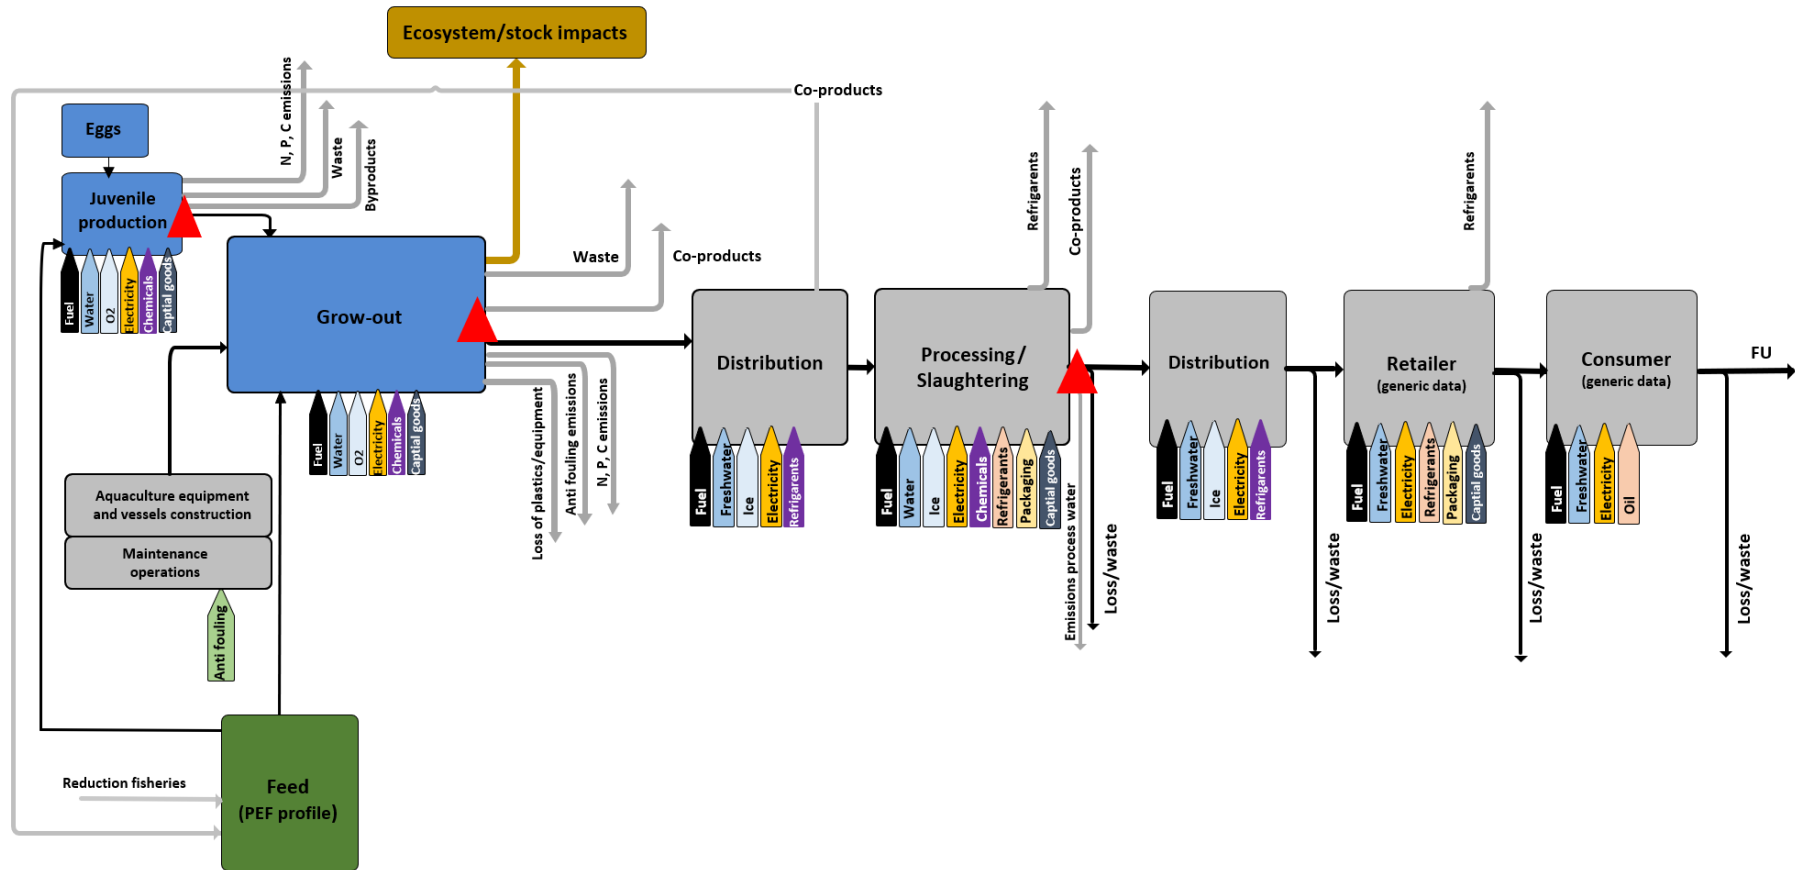 Ecosystem/stock impacts
Co-products
Eggs
N, P, C emissions
Waste
Byproducts
Juvenile
production
Fuel
Water
O2
Electricity
Chemicals
Captial goods
Grow-out
Waste
Co-products
Fuel
Water
O2
Electricity
Chemicals
Captial goods
Loss of plastics/equipment
Anti fouling emissions
N, P, C emissions
Aquaculture equipment
and vessels construction
Maintenance
operations
Anti fouling
Feed
(PEF profile)
Reduction fisheries
Distribution
Fuel
Freshwater
Ice
Electricity
Refrigarents
Processing/
Slaughtering
Refrigarents
Co-products
Fuel
Water
Ice
Electricity
Chemicals
Refrigerants
Packaging
Captial goods
Emissions process water
Loss/waste
Distribution
Fuel
Freshwater
Ice
Electricity
Refrigarents
Loss/waste
Retailer
(generic data)
Refrigarents
Fuel
Freshwater
Electricity
Refrigerants
Packaging
Captial goods
Loss/waste
Consumer
(generic data)
Fuel
Freshwater
Electricity
Oil
FU
Loss/waste